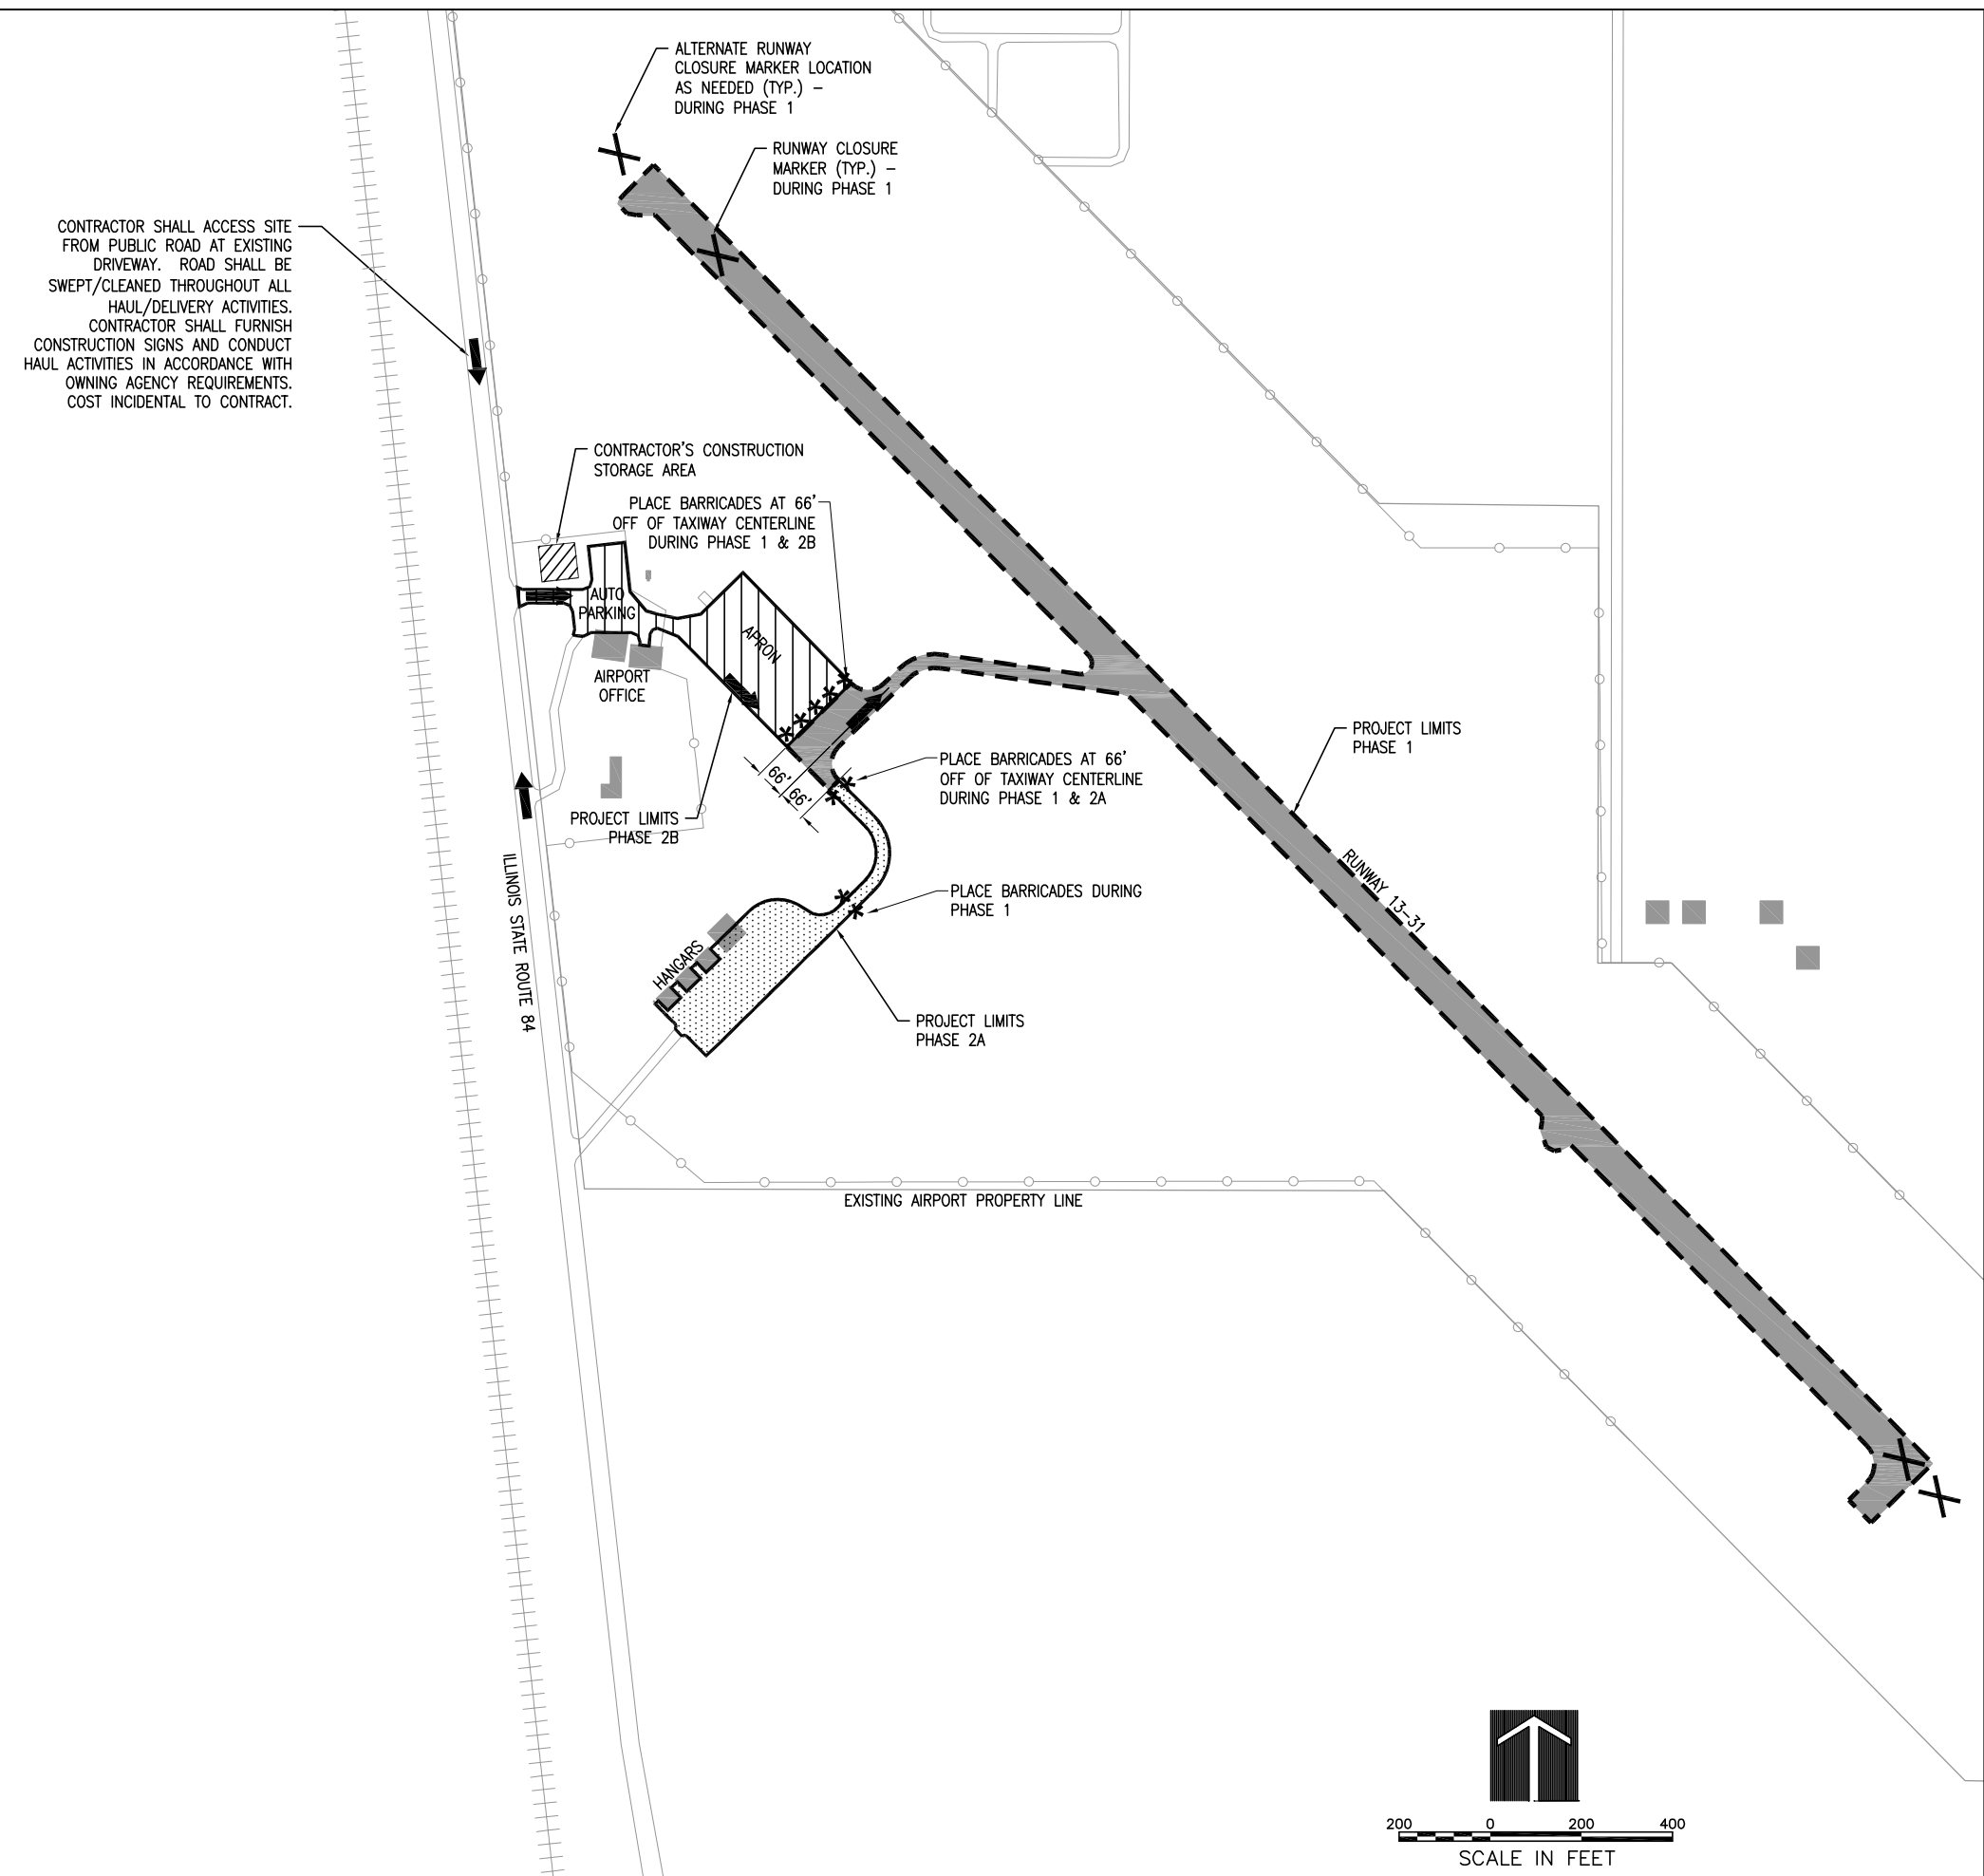 ALTERNATE RUNWAY
CLOSURE MARKER LOCATION
AS NEEDED (TYP.) –
DURING PHASE 1
RUNWAY CLOSURE
MARKER (TYP.) –
DURING PHASE 1
CONTRACTOR SHALL ACCESS SITE
FROM PUBLIC ROAD AT EXISTING
DRIVEWAY. ROAD SHALL BE
SWEPT/CLEANED THROUGHOUT ALL
HAUL/DELIVERY ACTIVITIES.
CONTRACTOR SHALL FURNISH
CONSTRUCTION SIGNS AND CONDUCT
HAUL ACTIVITIES IN ACCORDANCE WITH
OWNING AGENCY REQUIREMENTS.
COST INCIDENTAL TO CONTRACT.
CONTRACTOR'S CONSTRUCTION
STORAGE AREA
PLACE BARRICADES AT 66'
OFF OF TAXIWAY CENTERLINE
DURING PHASE 1 & 2B
AUTO
PARKING
APRON
AIRPORT
OFFICE
PROJECT LIMITS
PHASE 1
PLACE BARRICADES AT 66'
OFF OF TAXIWAY CENTERLINE
DURING PHASE 1 & 2A
66'
66'
PROJECT LIMITS
PHASE 2B
ILLINOIS STATE ROUTE 84
RUNWAY 13-31
PLACE BARRICADES DURING
PHASE 1
HANGARS
PROJECT LIMITS
PHASE 2A
EXISTING AIRPORT PROPERTY LINE
200 0 200 400
SCALE IN FEET